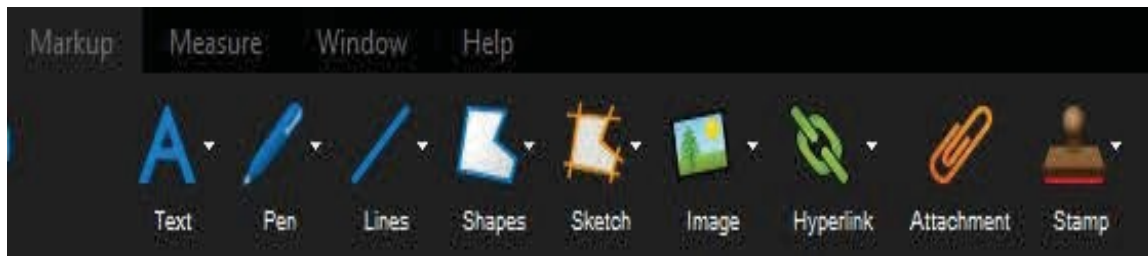 Markup Measure Window Help
Text Pen Lines Shapes Sketch Image Hyperlink Attachment Stamp